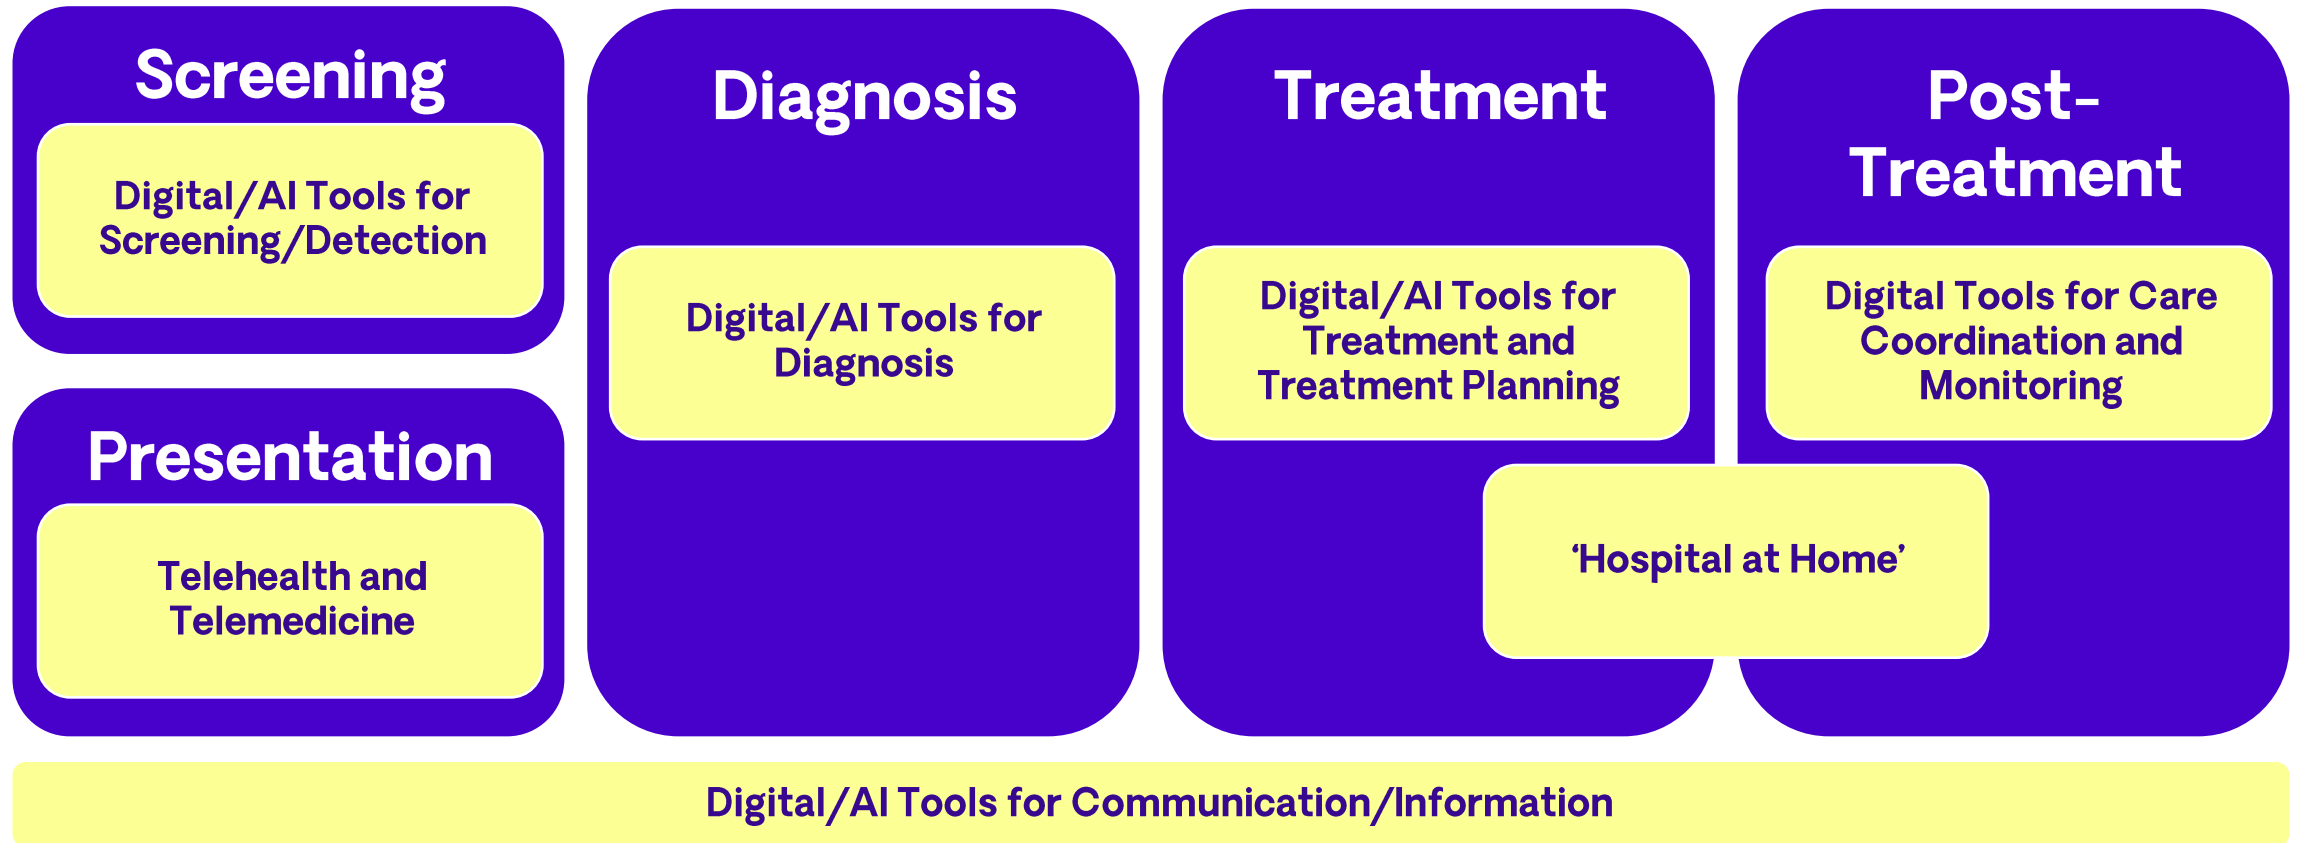 Screening
Digital/AI Tools for
Screening/Detection
Presentation
Telehealth and
Telemedicine
Diagnosis
Digital/AI Tools for
Diagnosis
Treatment
Digital/AI Tools for
Treatment and
Treatment Planning
Post-
Treatment
Digital Tools for Care
Coordination and
Monitoring
‘Hospital at Home’
Digital/AI Tools for Communication/Information